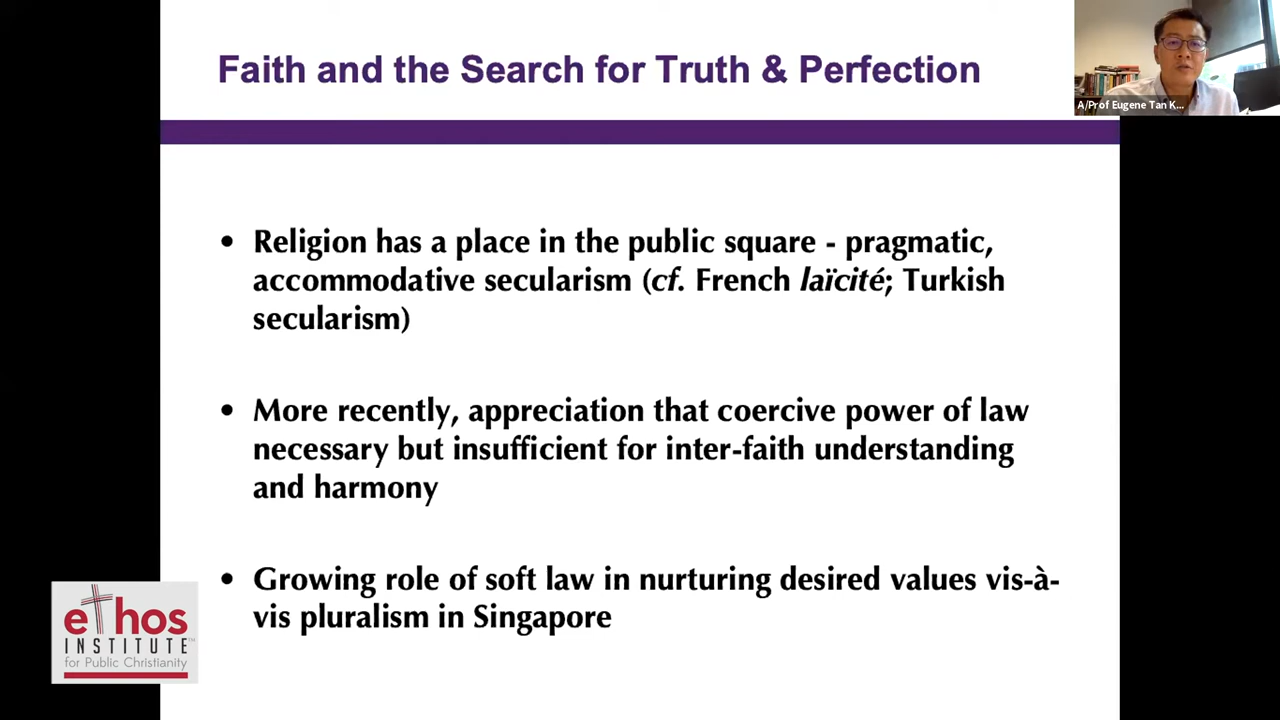 Faith and the Search for Truth & Perfection
A/Prof Eugene Tan K...
• Religion has a place in the public square - pragmatic,
accommodative secularism (cf. French laïcité; Turkish
secularism)
• More recently, appreciation that coercive power of law
necessary but insufficient for inter-faith understanding
and harmony
• Growing role of soft law in nurturing desired values vis-à-
vis pluralism in Singapore
ethos
INSTITUTE™
for Public Christianity